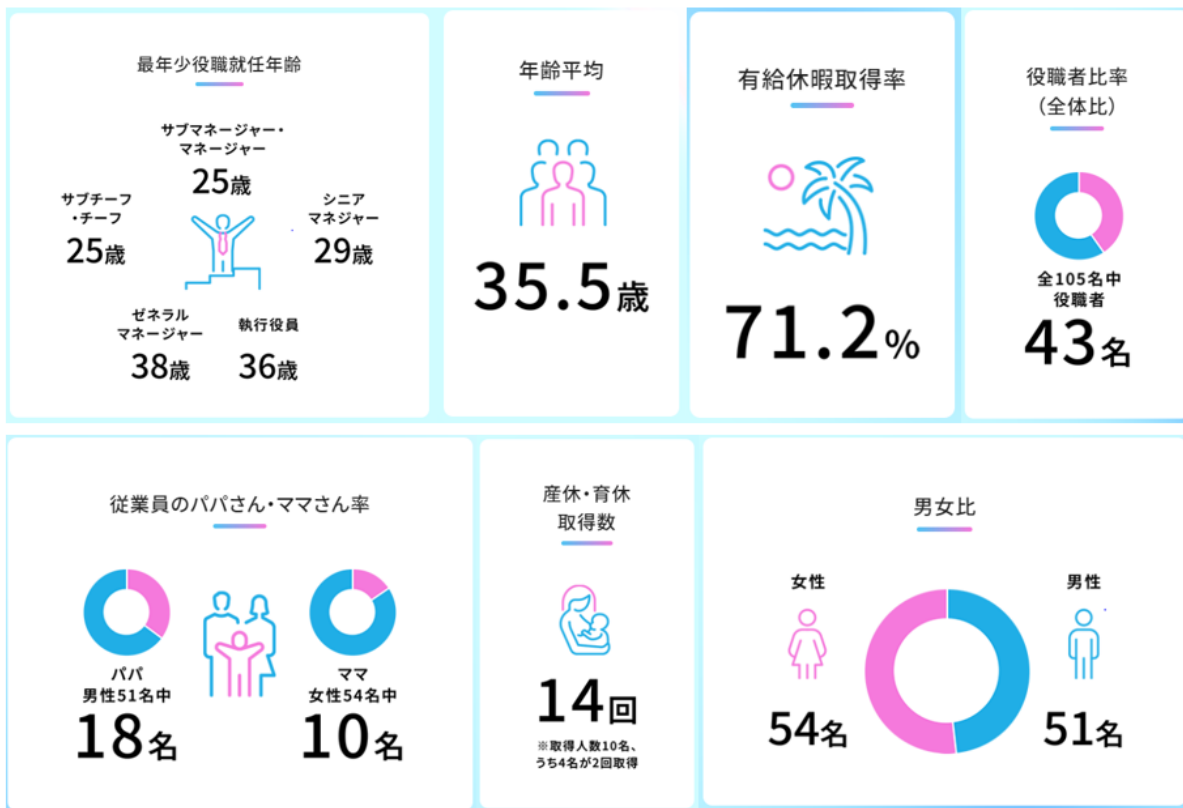 最年少役職就任年齢
サブマネージャー・
マネージャー
25歳
サブチーフ
・チーフ
25歳
シニア
マネジャー
29歳
ゼネラル
マネージャー
38歳
執行役員
36歳
年齢平均
35.5歳
有給休暇取得率
71.2%
役職者比率
（全体比）
全105名中
役職者
43名
従業員のパパさん・ママさん率
パパ
男性51名中
18名
ママ
女性54名中
10名
産休・育休
取得数
14回
※取得人数10名、
うち4名が2回取得
男女比
女性
54名
男性
51名